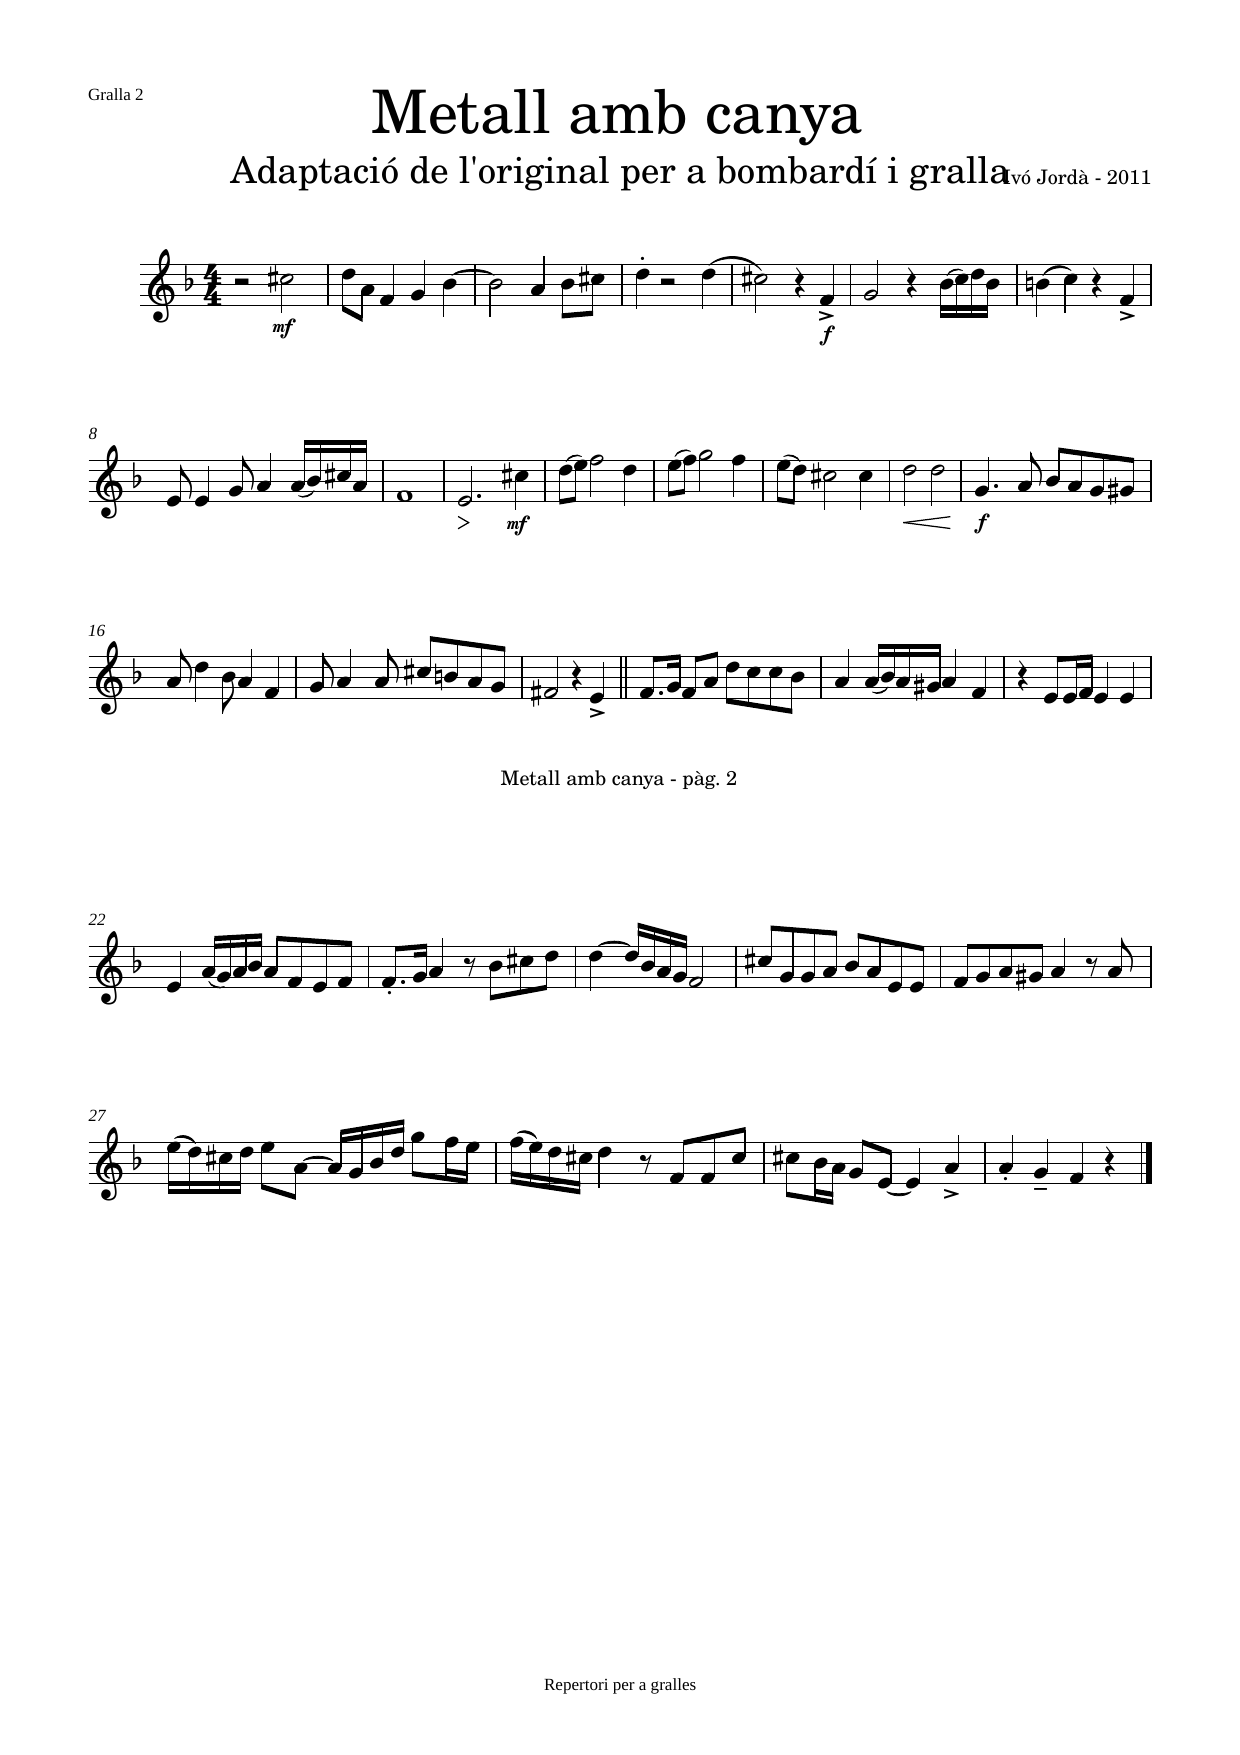 Gralla 2
Metall amb canya
Adaptació de l'original per a bombardí i gralla
Ivó Jordà - 2011
4
4
mf
f
8
mf
f
16
Metall amb canya - pàg. 2
22
27
Repertori per a gralles